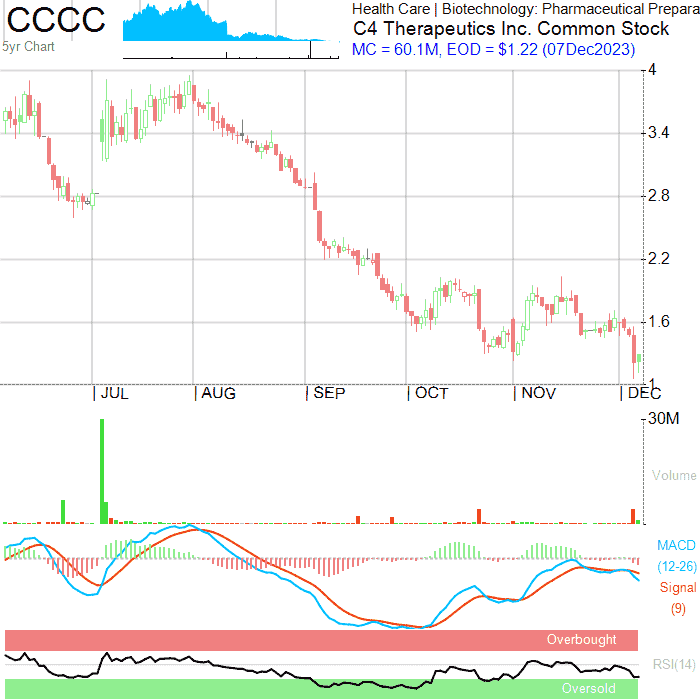 CCCC
5yr Chart
Health Care | Biotechnology: Pharmaceutical Prepara
C4 Therapeutics Inc. Common Stock
MC = 60.1M, EOD = $1.22 (07Dec2023)
4
3.4
2.8
2.2
1.6
1
JUL AUG SEP OCT NOV DEC
30M
Volume
MACD
(12-26)
Signal
(9)
Overbought
RSI(14)
Oversold